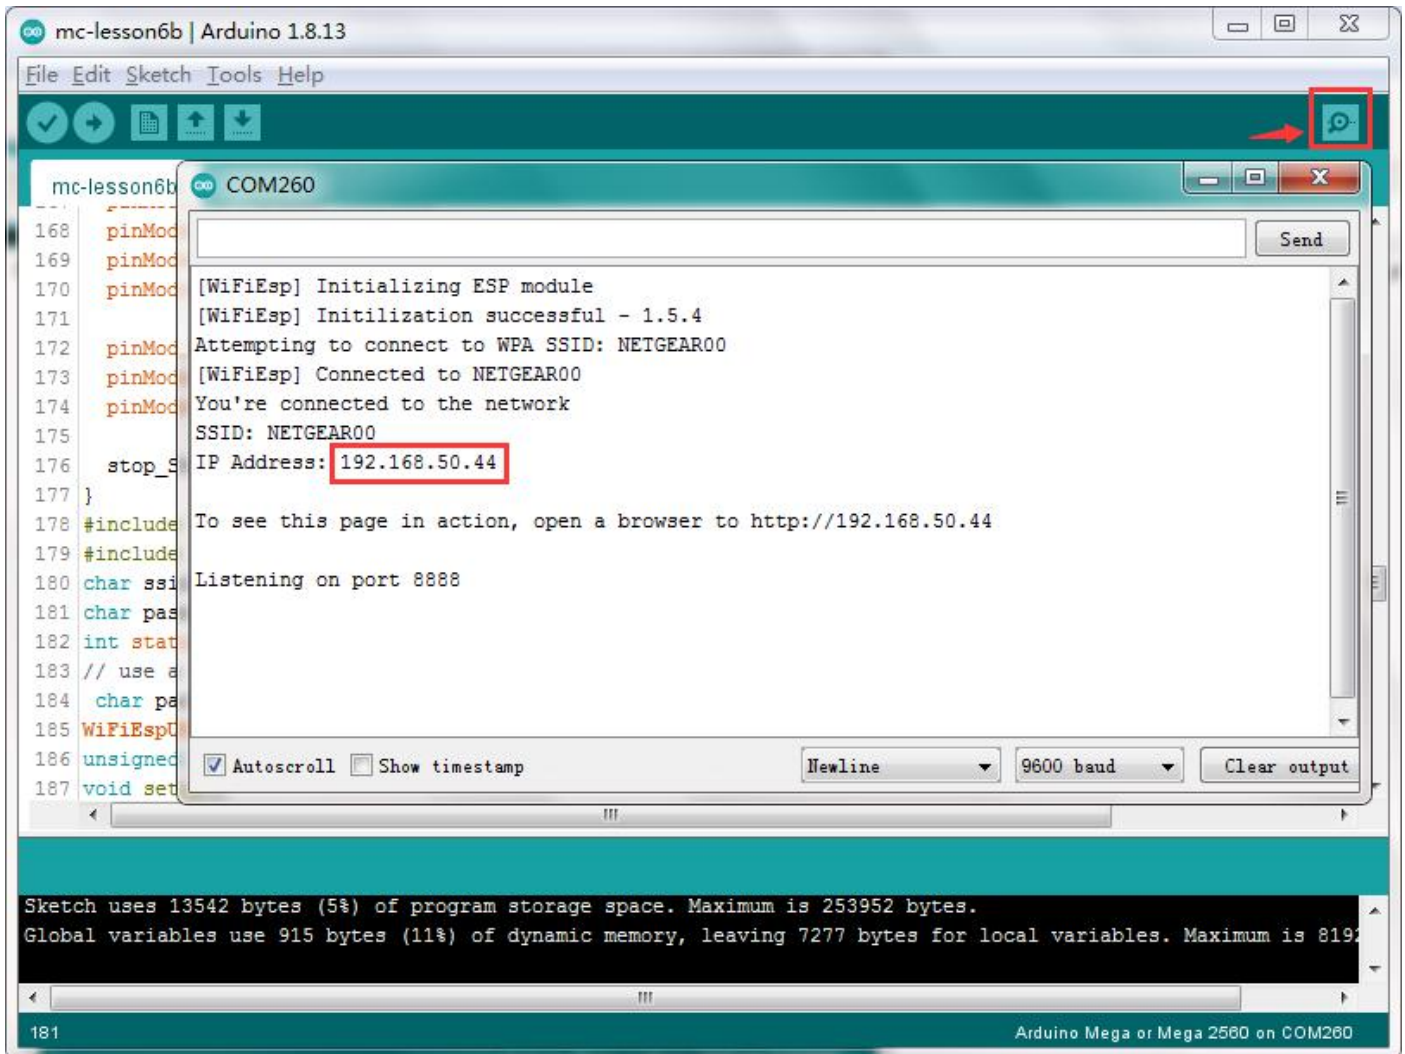 mc-lesson6b | Arduino 1.8.13
File Edit Sketch Tools Help
mc-lesson6b
COM260
Send
168 pinMod
169 pinMod
170 pinMod
171
172 pinMod
173 pinMod
174 pinMod
175
176 stop_S
177 }
178 #include
179 #include
180 char ssi
181 char pas
182 int stat
183 // use a
184 char pa
185 WiFiEspU
186 unsigned
187 void set
[WiFiEsp] Initializing ESP module
[WiFiEsp] Initilization successful - 1.5.4
Attempting to connect to WPA SSID: NETGEAR00
[WiFiEsp] Connected to NETGEAR00
You're connected to the network
SSID: NETGEAR00
IP Address: 192.168.50.44
To see this page in action, open a browser to http://192.168.50.44
Listening on port 8888
Autoscroll Show timestamp Newline 9600 baud Clear output
Sketch uses 13542 bytes (5%) of program storage space. Maximum is 253952 bytes.
Global variables use 915 bytes (11%) of dynamic memory, leaving 7277 bytes for local variables. Maximum is 8192
181 Arduino Mega or Mega 2560 on COM260